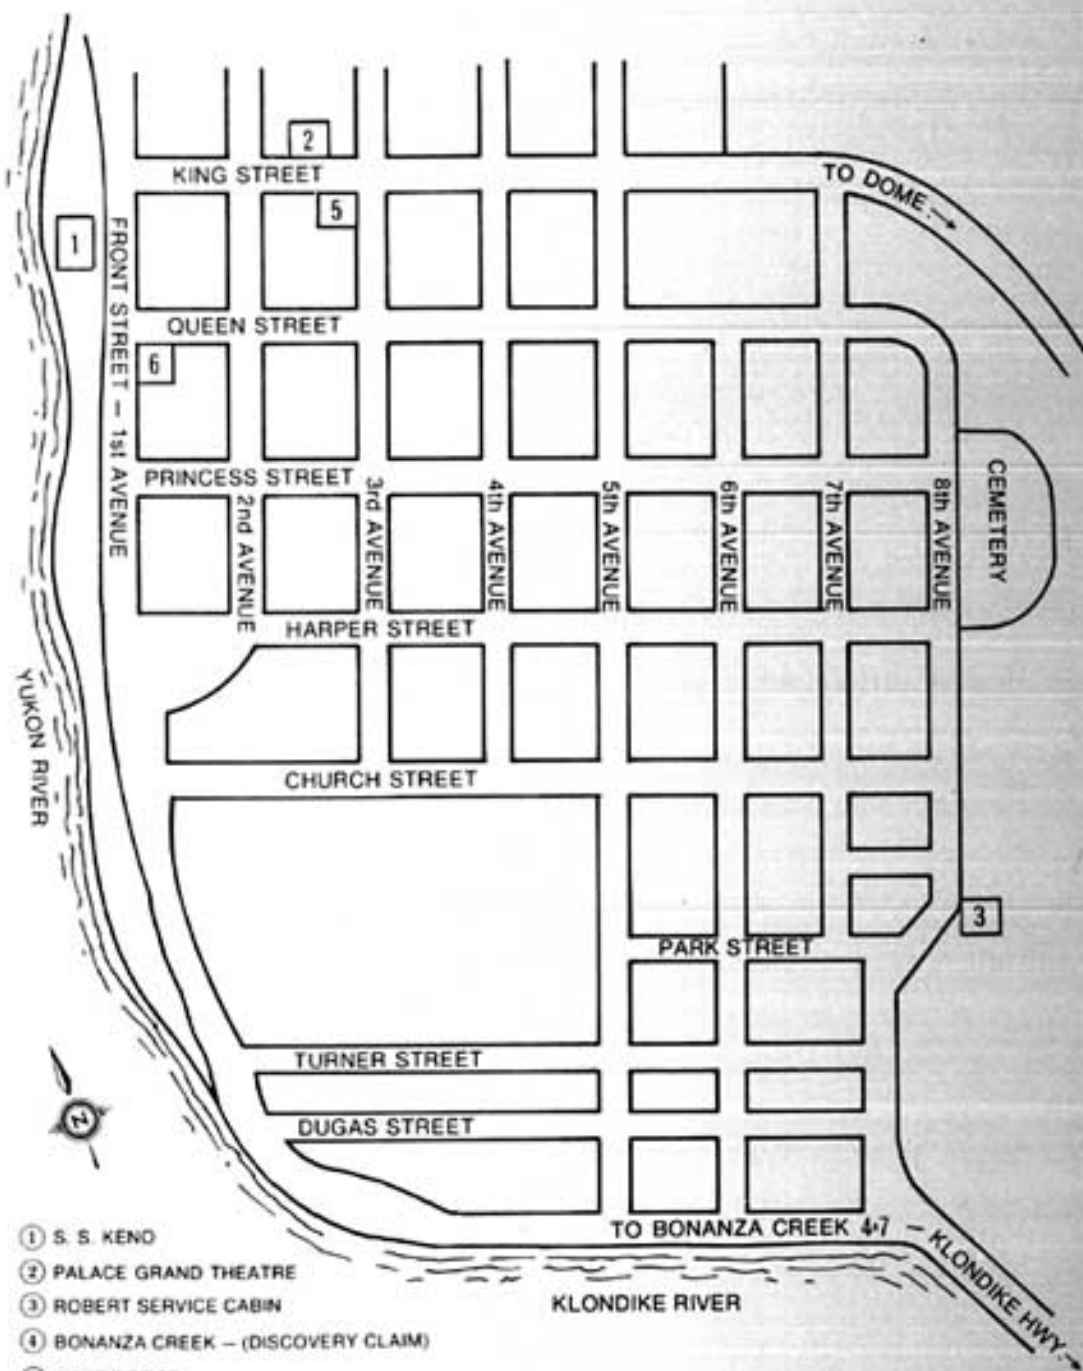 2
KING STREET
TO DOME
5
1
FRONT STREET – 1st AVENUE
QUEEN STREET
6
PRINCESS STREET
2nd AVENUE
3rd AVENUE
4th AVENUE
5th AVENUE
6th AVENUE
7th AVENUE
8th AVENUE
CEMETERY
HARPER STREET
YUKON RIVER
CHURCH STREET
3
PARK STREET
TURNER STREET
N
DUGAS STREET
TO BONANZA CREEK 4+7 – KLONDIKE HWY.
KLONDIKE RIVER
1 S. S. KENO
2 PALACE GRAND THEATRE
3 ROBERT SERVICE CABIN
4 BONANZA CREEK – (DISCOVERY CLAIM)